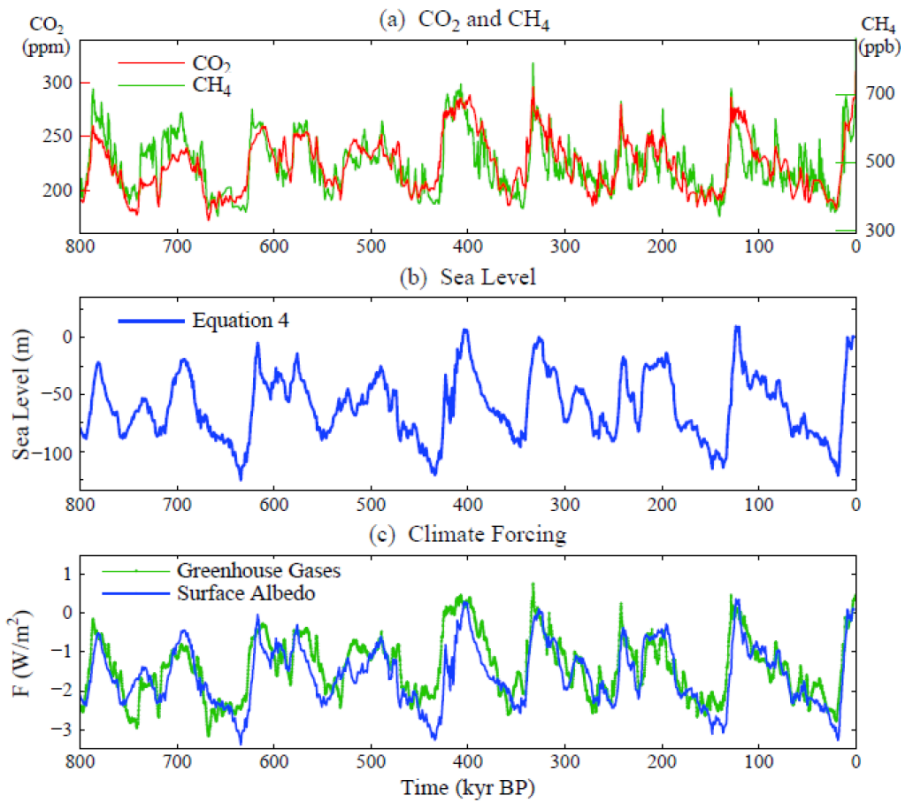 (a) CO₂ and CH₄
CO₂
(ppm)
CH₄
(ppb)
CO₂
CH₄
300
250
200
700
500
300
800 700 600 500 400 300 200 100 0
(b) Sea Level
Sea Level (m)
Equation 4
0
−50
−100
800 700 600 500 400 300 200 100 0
(c) Climate Forcing
F (W/m²)
Greenhouse Gases
Surface Albedo
1
0
−1
−2
−3
800 700 600 500 400 300 200 100 0
Time (kyr BP)